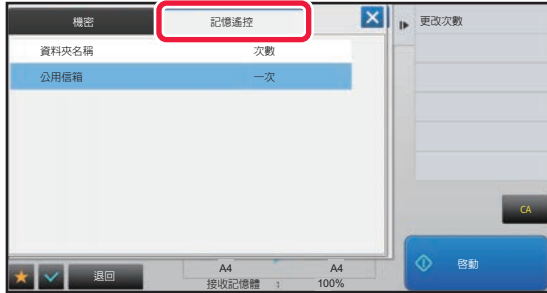 機密
記憶遙控
更改次數
資料夾名稱 次數
公用信箱 一次
CA
退回
A4 A4
接收記憶體 : 100%
啓動